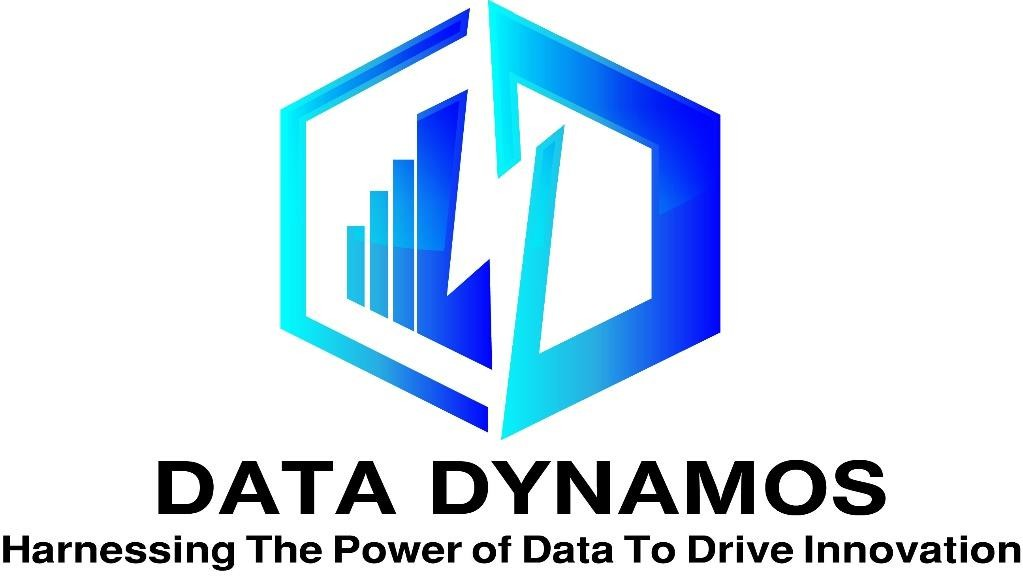 DATA DYNAMOS
Harnessing The Power of Data To Drive Innovation